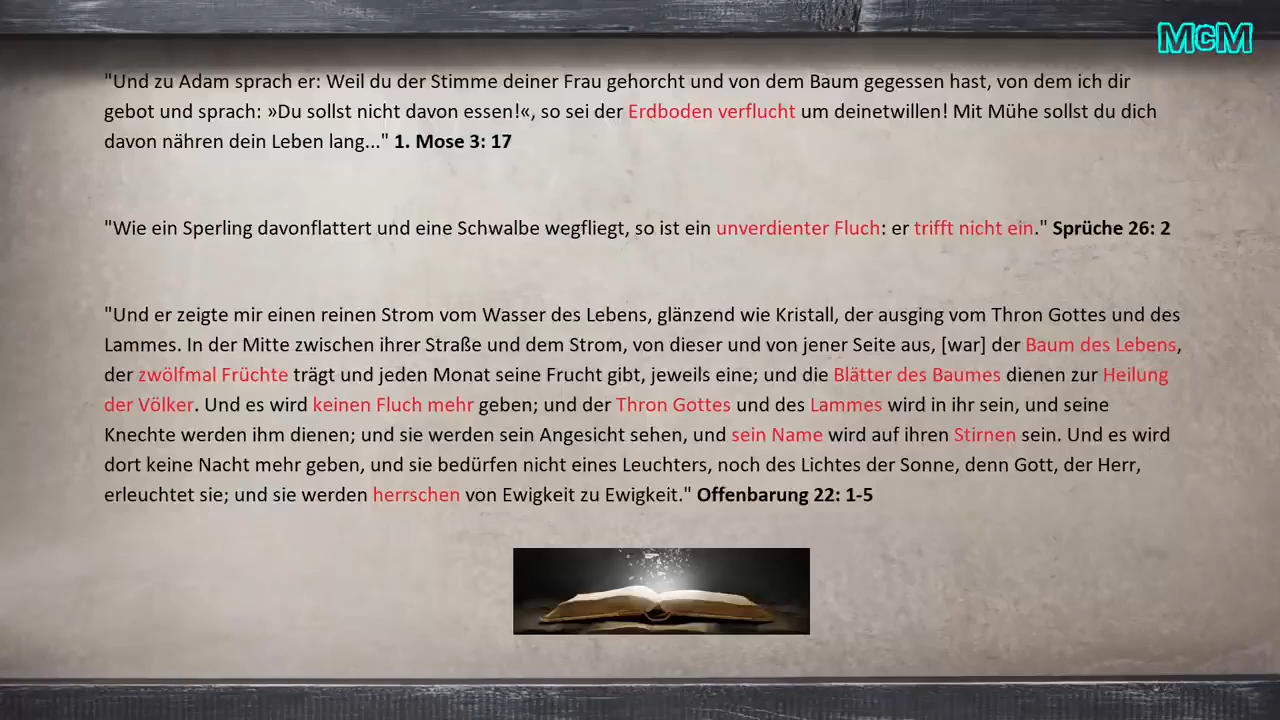 McM
"Und zu Adam sprach er: Weil du der Stimme deiner Frau gehorcht und von dem Baum gegessen hast, von dem ich dir
gebot und sprach: »Du sollst nicht davon essen!«, so sei der Erdboden verflucht um deinetwillen! Mit Mühe sollst du dich
davon nähren dein Leben lang..." 1. Mose 3: 17
"Wie ein Sperling davonflattert und eine Schwalbe wegfliegt, so ist ein unverdienter Fluch: er trifft nicht ein." Sprüche 26: 2
"Und er zeigte mir einen reinen Strom vom Wasser des Lebens, glänzend wie Kristall, der ausging vom Thron Gottes und des
Lammes. In der Mitte zwischen ihrer Straße und dem Strom, von dieser und von jener Seite aus, [war] der Baum des Lebens,
der zwölfmal Früchte trägt und jeden Monat seine Frucht gibt, jeweils eine; und die Blätter des Baumes dienen zur Heilung
der Völker. Und es wird keinen Fluch mehr geben; und der Thron Gottes und des Lammes wird in ihr sein, und seine
Knechte werden ihm dienen; und sie werden sein Angesicht sehen, und sein Name wird auf ihren Stirnen sein. Und es wird
dort keine Nacht mehr geben, und sie bedürfen nicht eines Leuchters, noch des Lichtes der Sonne, denn Gott, der Herr,
erleuchtet sie; und sie werden herrschen von Ewigkeit zu Ewigkeit." Offenbarung 22: 1-5